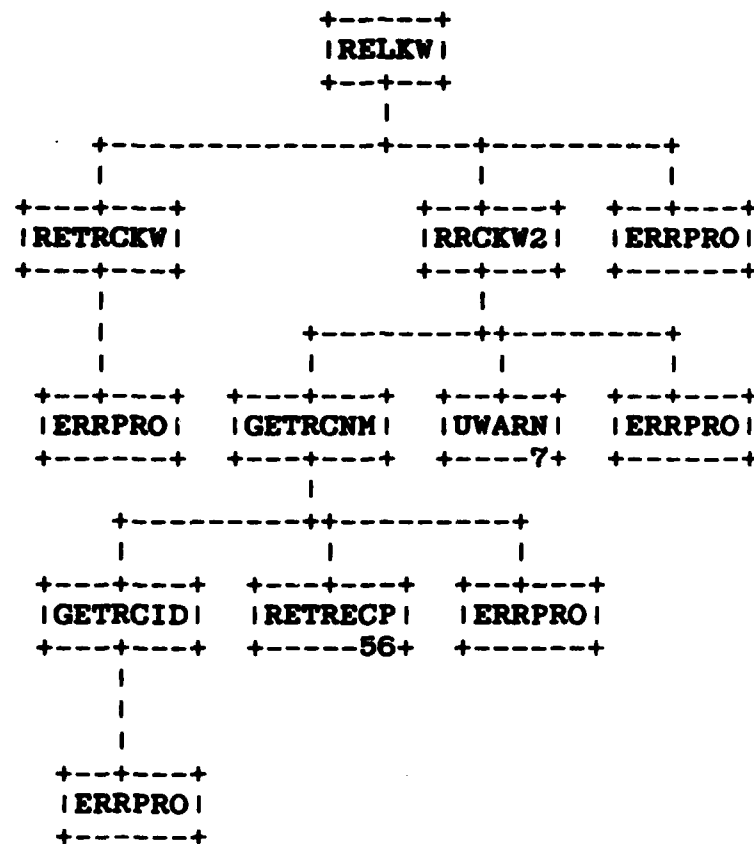 RELKW
RETRCKW RRCKW2 ERRPRO
ERRPRO GETRCNM UWARN ERRPRO
7
GETRCID RETRECP ERRPRO
56
ERRPRO